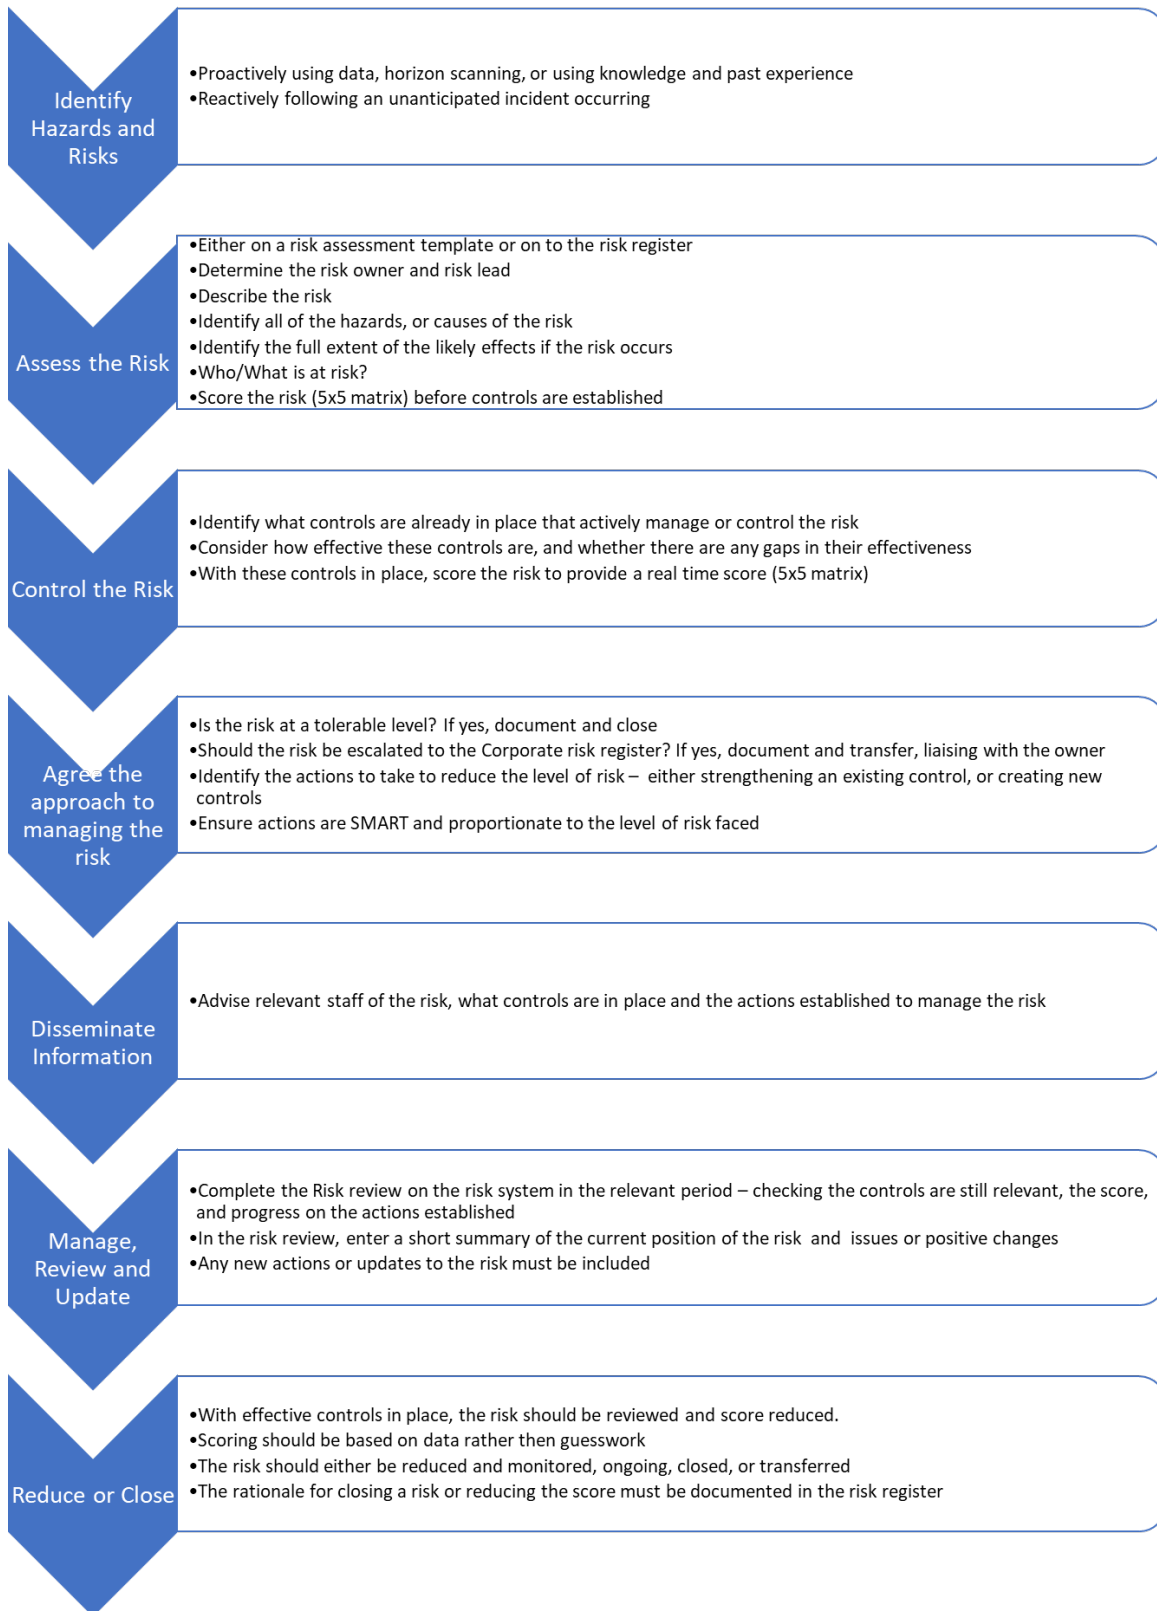 Identify
Hazards and
Risks
•Proactively using data, horizon scanning, or using knowledge and past experience
•Reactively following an unanticipated incident occurring
Assess the Risk
•Either on a risk assessment template or on to the risk register
•Determine the risk owner and risk lead
•Describe the risk
•Identify all of the hazards, or causes of the risk
•Identify the full extent of the likely effects if the risk occurs
•Who/What is at risk?
•Score the risk (5x5 matrix) before controls are established
Control the Risk
•Identify what controls are already in place that actively manage or control the risk
•Consider how effective these controls are, and whether there are any gaps in their effectiveness
•With these controls in place, score the risk to provide a real time score (5x5 matrix)
Agree the
approach to
managing the
risk
•Is the risk at a tolerable level? If yes, document and close
•Should the risk be escalated to the Corporate risk register? If yes, document and transfer, liaising with the owner
•Identify the actions to take to reduce the level of risk – either strengthening an existing control, or creating new
controls
•Ensure actions are SMART and proportionate to the level of risk faced
Disseminate
Information
•Advise relevant staff of the risk, what controls are in place and the actions established to manage the risk
Manage,
Review and
Update
•Complete the Risk review on the risk system in the relevant period – checking the controls are still relevant, the score,
and progress on the actions established
•In the risk review, enter a short summary of the current position of the risk and issues or positive changes
•Any new actions or updates to the risk must be included
Reduce or Close
•With effective controls in place, the risk should be reviewed and score reduced.
•Scoring should be based on data rather then guesswork
•The risk should either be reduced and monitored, ongoing, closed, or transferred
•The rationale for closing a risk or reducing the score must be documented in the risk register